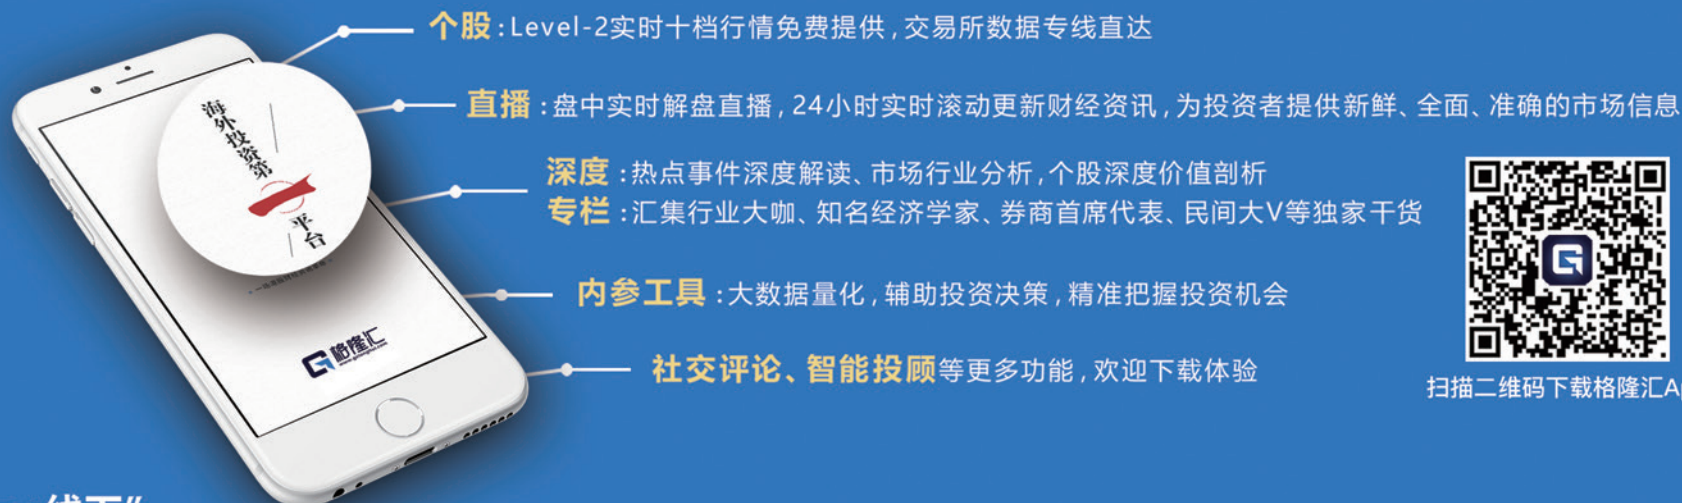 个股:Level-2实时十档行情免费提供,交易所数据专线直达
直播:盘中实时解盘直播,24小时实时滚动更新财经资讯,为投资者提供新鲜、全面、准确的市场信息
深度:热点事件深度解读、市场行业分析,个股深度价值剖析
专栏:汇集行业大咖、知名经济学家、券商首席代表、民间大V等独家干货
内参工具:大数据量化,辅助投资决策,精准把握投资机会
社交评论、智能投顾等更多功能,欢迎下载体验
海外投资第一平台
格隆汇
www.gelonghui.com
扫描二维码下载格隆汇A